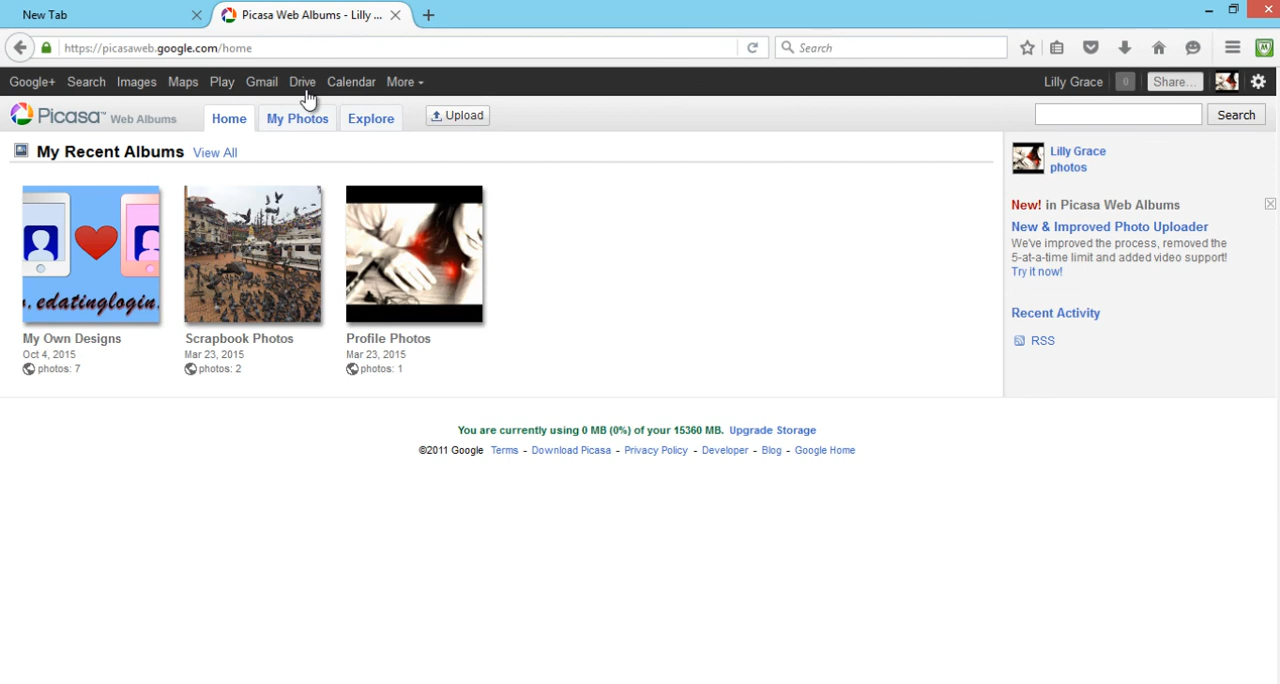 New Tab
Picasa Web Albums - Lilly ...
https://picasaweb.google.com/home
Search
Google+ Search Images Maps Play Gmail Drive Calendar More
Lilly Grace 0 Share...
Picasa™ Web Albums Home My Photos Explore Upload Search
My Recent Albums View All
. edatinglogin.
My Own Designs
Oct 4, 2015
photos: 7
Scrapbook Photos
Mar 23, 2015
photos: 2
Profile Photos
Mar 23, 2015
photos: 1
Lilly Grace
photos
New! in Picasa Web Albums
New & Improved Photo Uploader
We've improved the process, removed the
5-at-a-time limit and added video support!
Try it now!
Recent Activity
RSS
You are currently using 0 MB (0%) of your 15360 MB. Upgrade Storage
©2011 Google Terms - Download Picasa - Privacy Policy - Developer - Blog - Google Home